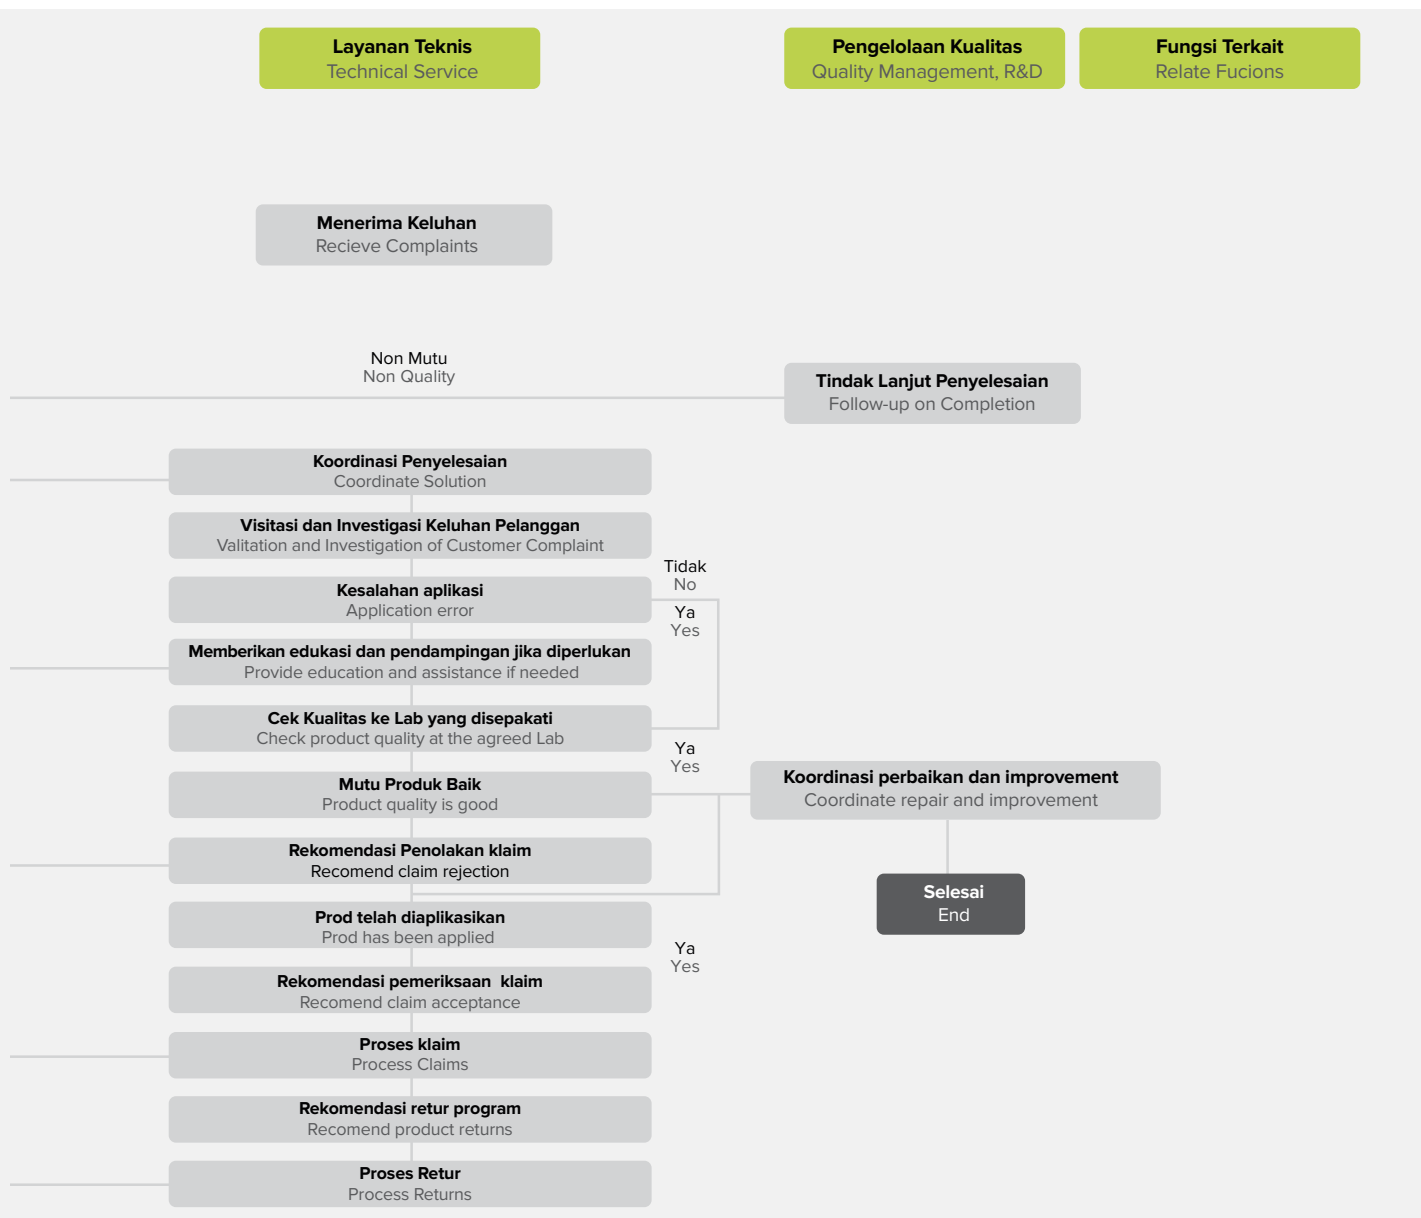 Layanan Teknis
Technical Service
Pengelolaan Kualitas
Quality Management, R&D
Fungsi Terkait
Relate Fucions
Menerima Keluhan
Recieve Complaints
Non Mutu
Non Quality
Tindak Lanjut Penyelesaian
Follow-up on Completion
Koordinasi Penyelesaian
Coordinate Solution
Visitasi dan Investigasi Keluhan Pelanggan
Valitation and Investigation of Customer Complaint
Tidak
No
Kesalahan aplikasi
Application error
Ya
Yes
Memberikan edukasi dan pendampingan jika diperlukan
Provide education and assistance if needed
Cek Kualitas ke Lab yang disepakati
Check product quality at the agreed Lab
Ya
Yes
Mutu Produk Baik
Product quality is good
Koordinasi perbaikan dan improvement
Coordinate repair and improvement
Rekomendasi Penolakan klaim
Recomend claim rejection
Selesai
End
Prod telah diaplikasikan
Prod has been applied
Ya
Yes
Rekomendasi pemeriksaan  klaim
Recomend claim acceptance
Proses klaim
Process Claims
Rekomendasi retur program
Recomend product returns
Proses Retur
Process Returns